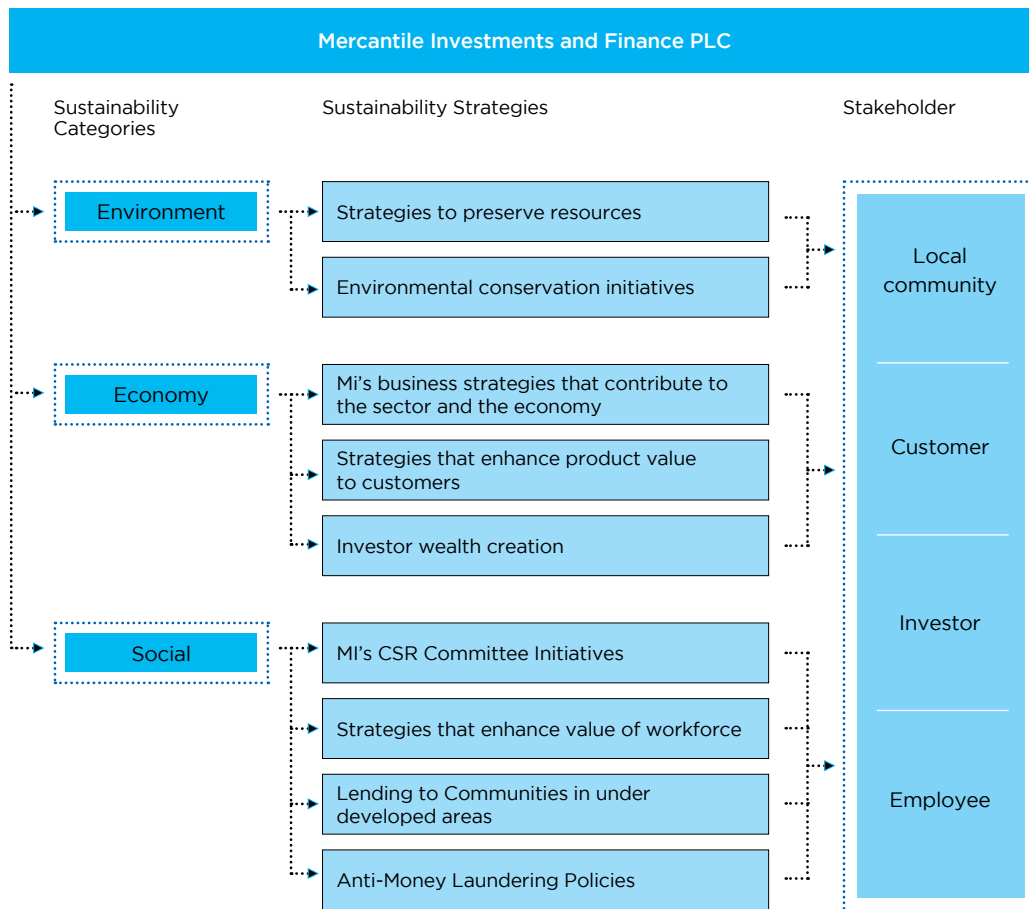 Mercantile Investments and Finance PLC
Sustainability
Categories
Sustainability Strategies
Stakeholder
Environment
Strategies to preserve resources
Environmental conservation initiatives
Local
community
Economy
Mi’s business strategies that contribute to
the sector and the economy
Strategies that enhance product value
to customers
Investor wealth creation
Customer
Social
MI’s CSR Committee Initiatives
Strategies that enhance value of workforce
Lending to Communities in under
developed areas
Anti-Money Laundering Policies
Investor
Employee